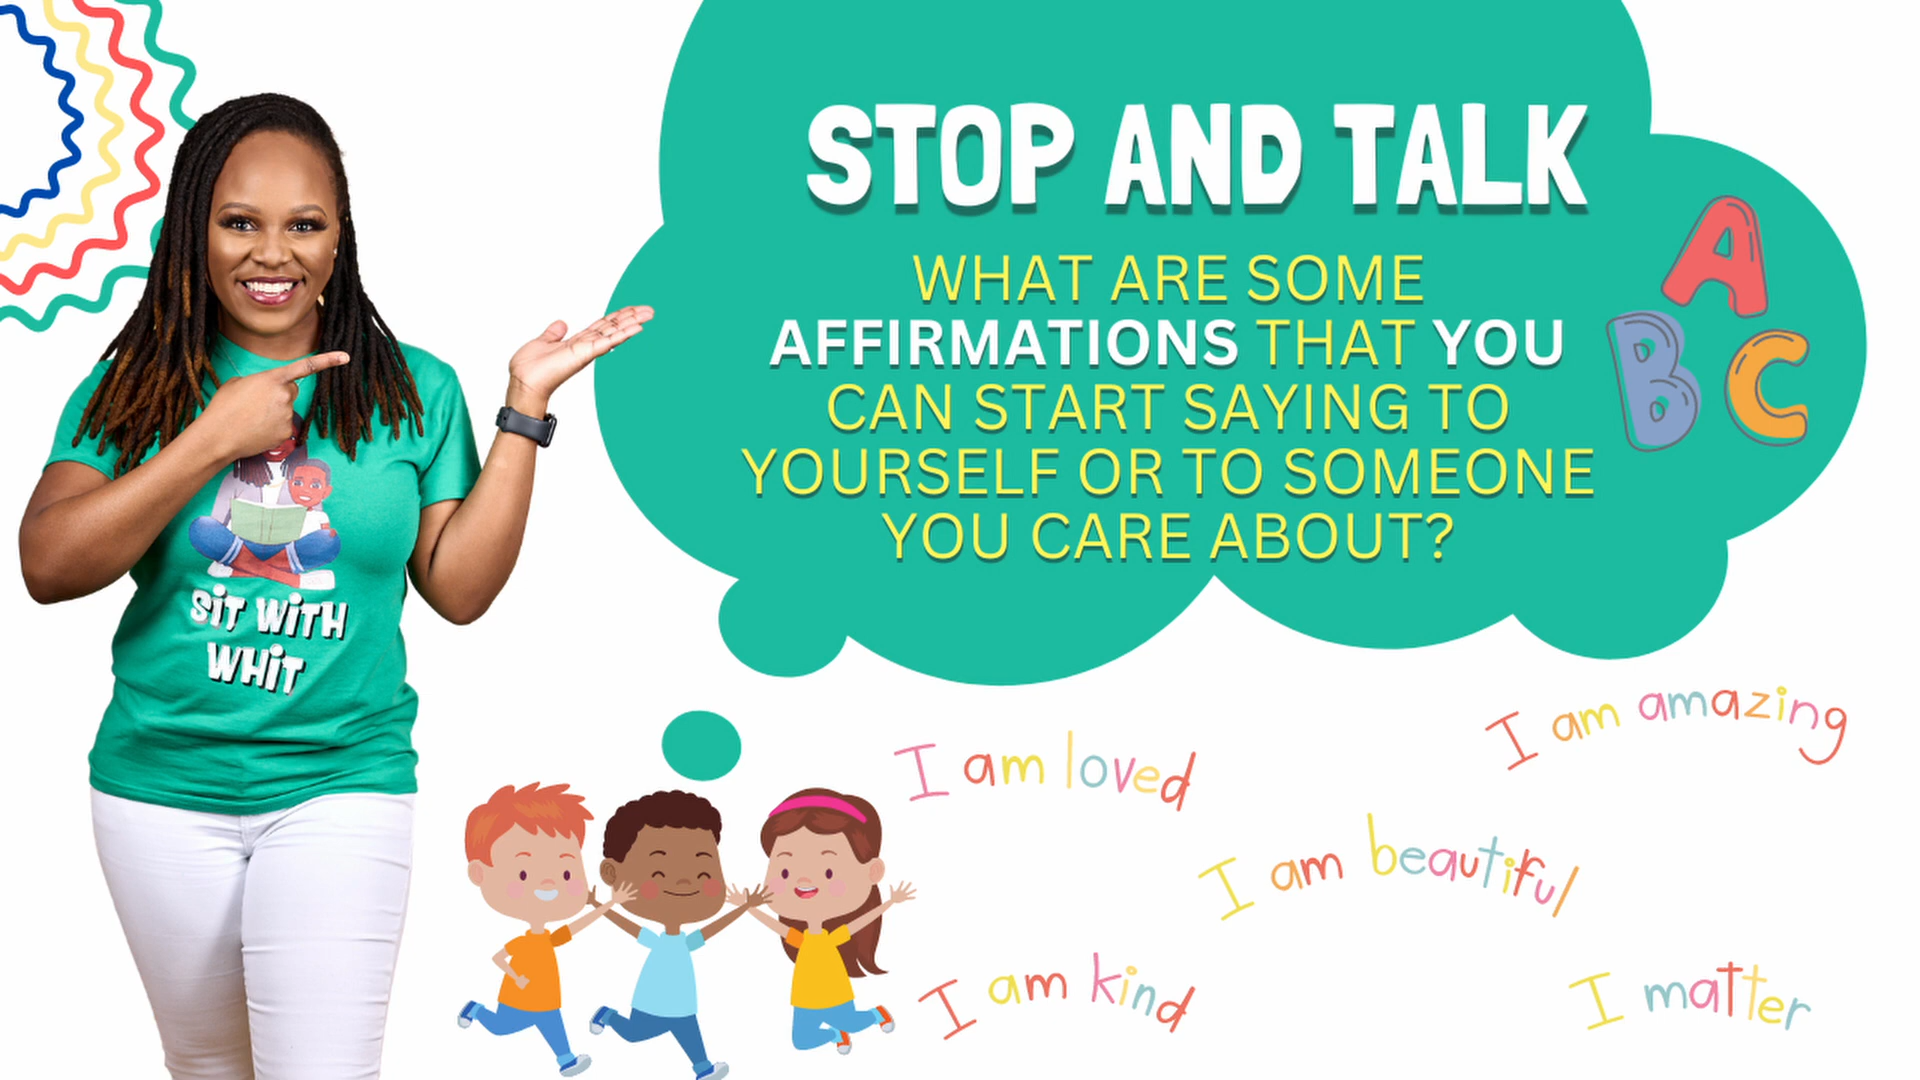 STOP AND TALK
WHAT ARE SOME
AFFIRMATIONS THAT YOU
CAN START SAYING TO
YOURSELF OR TO SOMEONE
YOU CARE ABOUT?
A
B C
SiT WiTH
WHiT
I am amazing
I am loved
I am beautiful
I am kind
I matter